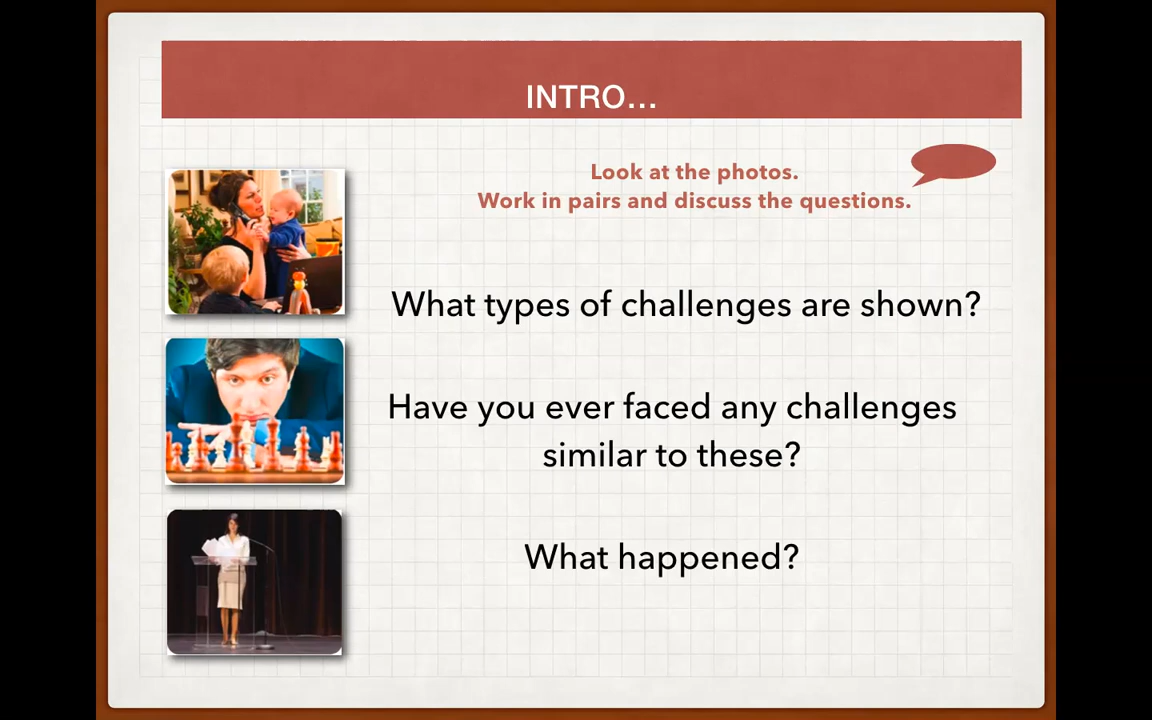 INTRO...
Look at the photos.
Work in pairs and discuss the questions.
What types of challenges are shown?
Have you ever faced any challenges
similar to these?
What happened?